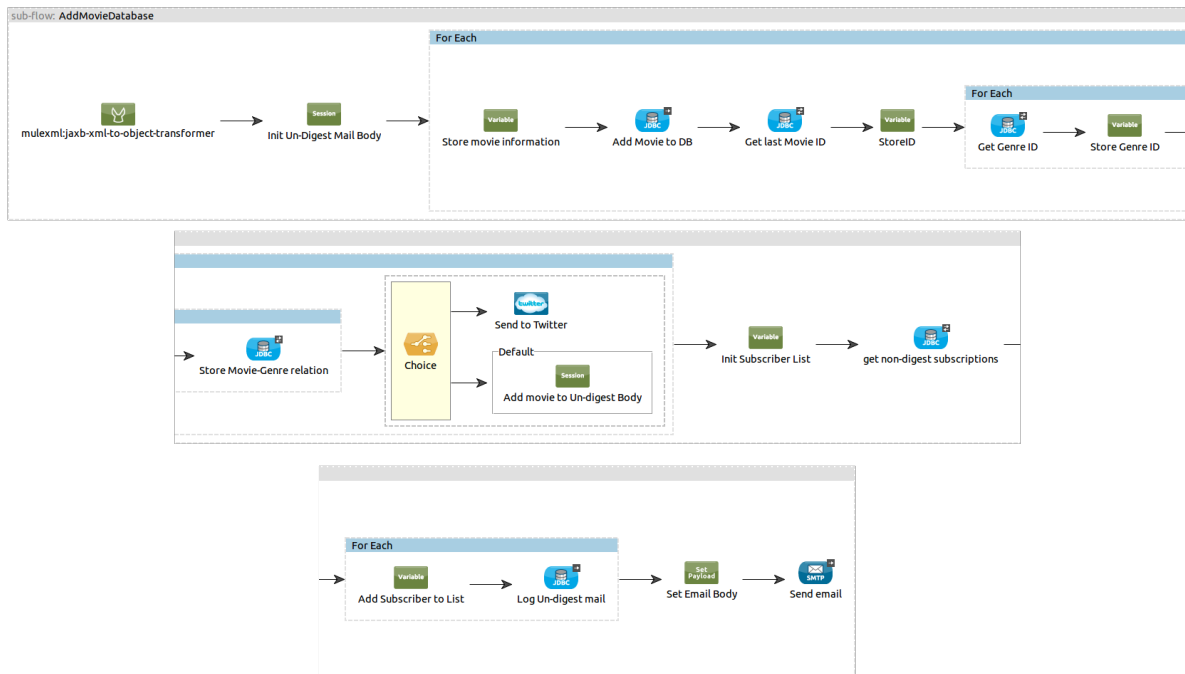 sub-flow: AddMovieDatabase
For Each
For Each
mulexml:jaxb-xml-to-object-transformer
Session
Init Un-Digest Mail Body
Variable
Store movie information
JDBC
Add Movie to DB
JDBC
Get last Movie ID
Variable
StoreID
JDBC
Get Genre ID
Variable
Store Genre ID
JDBC
Store Movie-Genre relation
Choice
twitter
Send to Twitter
Default
Session
Add movie to Un-digest Body
Variable
Init Subscriber List
JDBC
get non-digest subscriptions
For Each
Variable
Add Subscriber to List
JDBC
Log Un-digest mail
Set
Payload
Set Email Body
SMTP
Send email